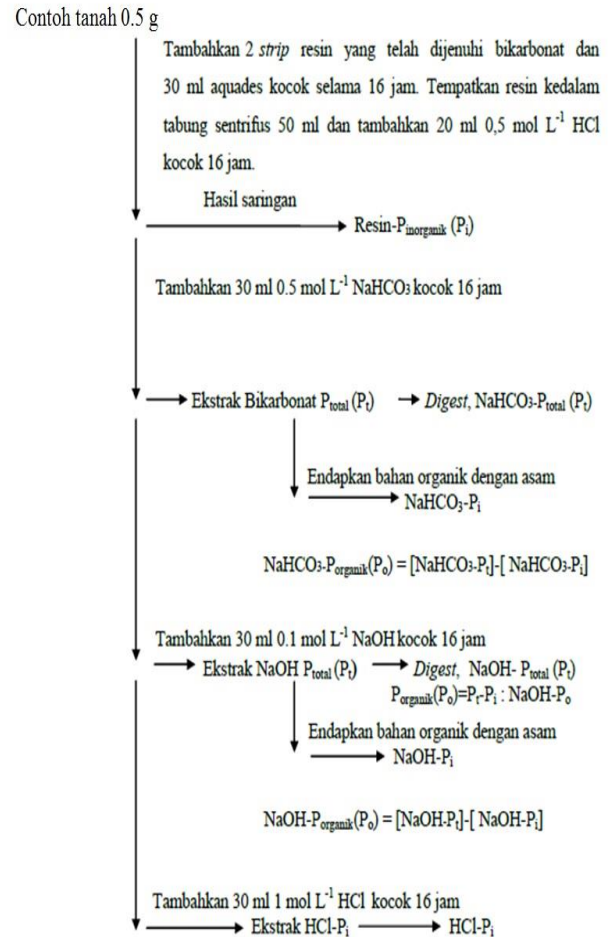 Contoh tanah 0.5 g
Tambahkan 2 strip resin yang telah dijenuhi bikarbonat dan
30 ml aquades kocok selama 16 jam. Tempatkan resin kedalam
tabung sentrifus 50 ml dan tambahkan 20 ml 0,5 mol L⁻¹ HCl
kocok 16 jam.
Hasil saringan
Resin-Pinorganik (Pi)
Tambahkan 30 ml 0.5 mol L⁻¹ NaHCO₃ kocok 16 jam
Ekstrak Bikarbonat Ptotal (Pt) Digest, NaHCO₃-Ptotal (Pt)
Endapkan bahan organik dengan asam
NaHCO₃-Pi
NaHCO₃-Porganik(Po) = [NaHCO₃-Pt]-[ NaHCO₃-Pi]
Tambahkan 30 ml 0.1 mol L⁻¹ NaOH kocok 16 jam
Ekstrak NaOH Ptotal (Pt) Digest, NaOH- Ptotal (Pt)
Porganik(Po)=Pt-Pi : NaOH-Po
Endapkan bahan organik dengan asam
NaOH-Pi
NaOH-Porganik(Po) = [NaOH-Pt]-[ NaOH-Pi]
Tambahkan 30 ml 1 mol L⁻¹ HCl kocok 16 jam
Ekstrak HCl-Pi HCl-Pi